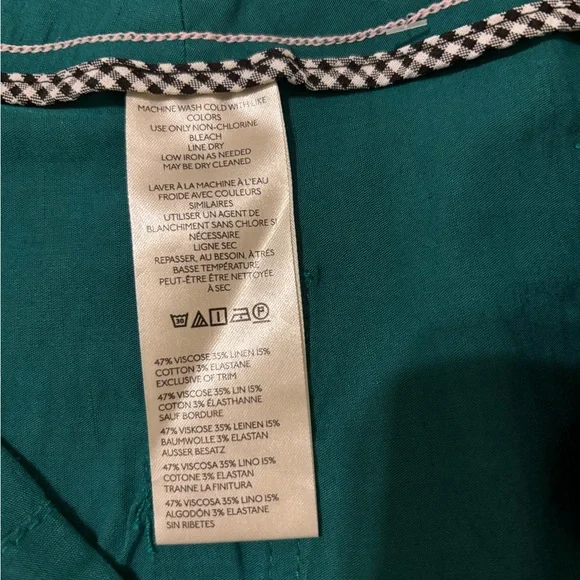 MACHINE WASH COLD WITH LIKE
COLORS
USE ONLY NON-CHLORINE
BLEACH
LINE DRY
LOW IRON AS NEEDED
MAY BE DRY CLEANED
LAVER À LA MACHINE À L'EAU
FROIDE AVEC COULEURS
SIMILAIRES
UTILISER UN AGENT DE
BLANCHIMENT SANS CHLORE SI
NÉCESSAIRE
LIGNE SEC
REPASSER, AU BESOIN, À TRÈS
BASSE TEMPÉRATURE
PEUT-ÊTRE ÊTRE NETTOYÉE
À SEC
30 P
47% VISCOSE 35% LINEN 15%
COTTON 3% ELASTANE
EXCLUSIVE OF TRIM
47% VISCOSE 35% LIN 15%
COTON 3% ÉLASTHANNE
SAUF BORDURE
47% VISKOSE 35% LEINEN 15%
BAUMWOLLE 3% ELASTAN
AUSSER BESATZ
47% VISCOSA 35% LINO 15%
COTONE 3% ELASTANE
TRANNE LA FINITURA
47% VISCOSA 35% LINO 15%
ALGODÓN 3% ELASTANE
SIN RIBETES